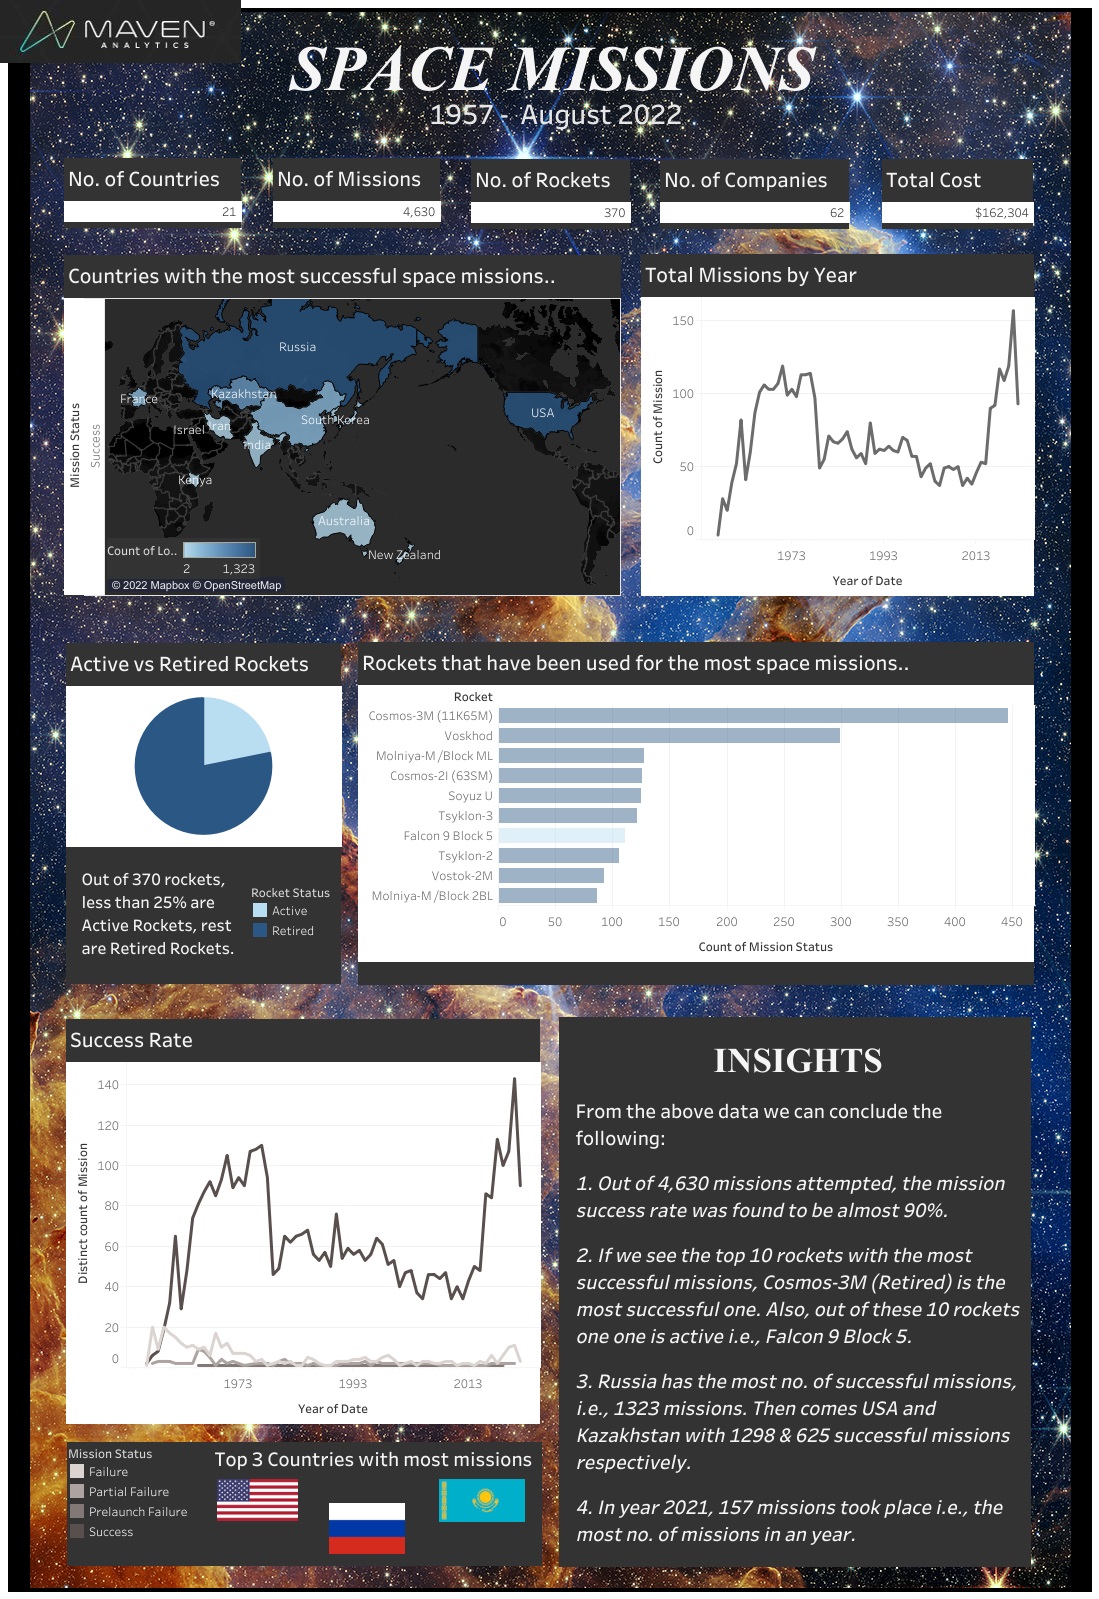 MAVEN®
ANALYTICS
SPACE MISSIONS
1957 - August 2022
No. of Countries
21
No. of Missions
4,630
No. of Rockets
370
No. of Companies
62
Total Cost
$162,304
Countries with the most successful space missions..
Mission Status
Success
Russia
France
Kazakhstan
USA
Israel
Iran
South Korea
India
Kenya
Australia
New Zealand
Count of Lo..
2
1,323
© 2022 Mapbox © OpenStreetMap
Total Missions by Year
Count of Mission
150
100
50
0
1973
1993
2013
Year of Date
Active vs Retired Rockets
Out of 370 rockets,
less than 25% are
Active Rockets, rest
are Retired Rockets.
Rocket Status
Active
Retired
Rockets that have been used for the most space missions..
Rocket
Cosmos-3M (11K65M)
Voskhod
Molniya-M /Block ML
Cosmos-2I (63SM)
Soyuz U
Tsyklon-3
Falcon 9 Block 5
Tsyklon-2
Vostok-2M
Molniya-M /Block 2BL
0 50 100 150 200 250 300 350 400 450
Count of Mission Status
Success Rate
Distinct count of Mission
140
120
100
80
60
40
20
0
1973
1993
2013
Year of Date
Mission Status
Failure
Partial Failure
Prelaunch Failure
Success
Top 3 Countries with most missions
INSIGHTS
From the above data we can conclude the
following:
1. Out of 4,630 missions attempted, the mission
success rate was found to be almost 90%.
2. If we see the top 10 rockets with the most
successful missions, Cosmos-3M (Retired) is the
most successful one. Also, out of these 10 rockets
one one is active i.e., Falcon 9 Block 5.
3. Russia has the most no. of successful missions,
i.e., 1323 missions. Then comes USA and
Kazakhstan with 1298 & 625 successful missions
respectively.
4. In year 2021, 157 missions took place i.e., the
most no. of missions in an year.